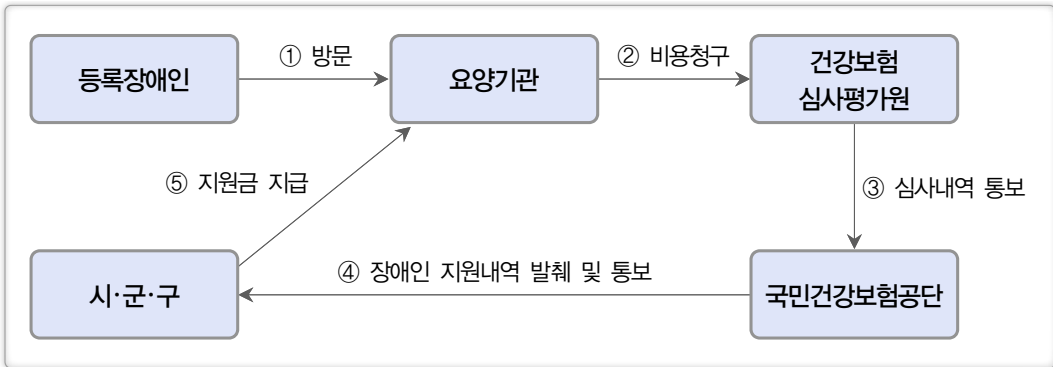 등록장애인
① 방문
요양기관
② 비용청구
건강보험
심사평가원
③ 심사내역 통보
국민건강보험공단
④ 장애인 지원내역 발췌 및 통보
시·군·구
⑤ 지원금 지급